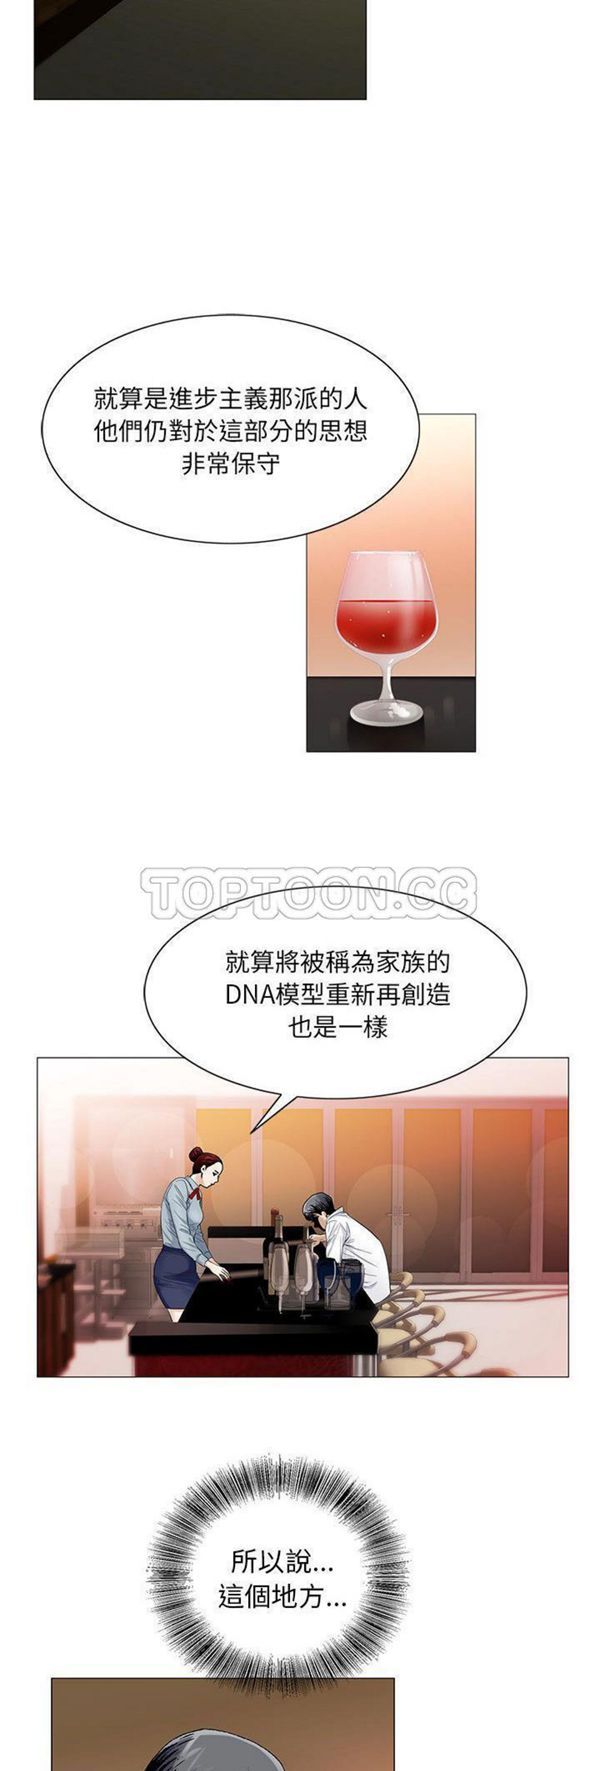 就算是進步主義那派的人
他們仍對於這部分的思想
非常保守
TOPTOON.CC
就算將被稱為家族的
DNA模型重新再創造
也是一樣
所以說...
這個地方...